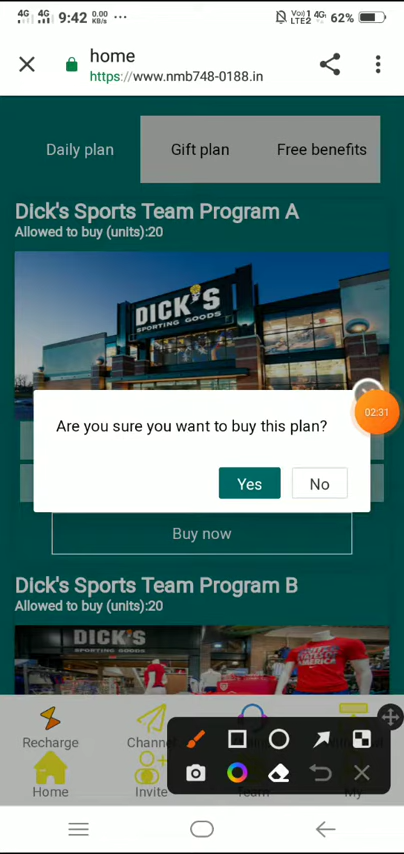 4G 4G 9:42 0.00 KB/s ... Vo) 1 LTE2 4G 62%
home
https://www.nmb748-0188.in
Daily plan Gift plan Free benefits
Dick's Sports Team Program A
Allowed to buy (units):20
DICK'S
SPORTING GOODS
Are you sure you want to buy this plan?
02:31
Yes No
Buy now
Dick's Sports Team Program B
Allowed to buy (units):20
DICK'S
SPORTING GOODS
UNITED
STATES
AMERICA
Recharge Channel
Home Invite Team My